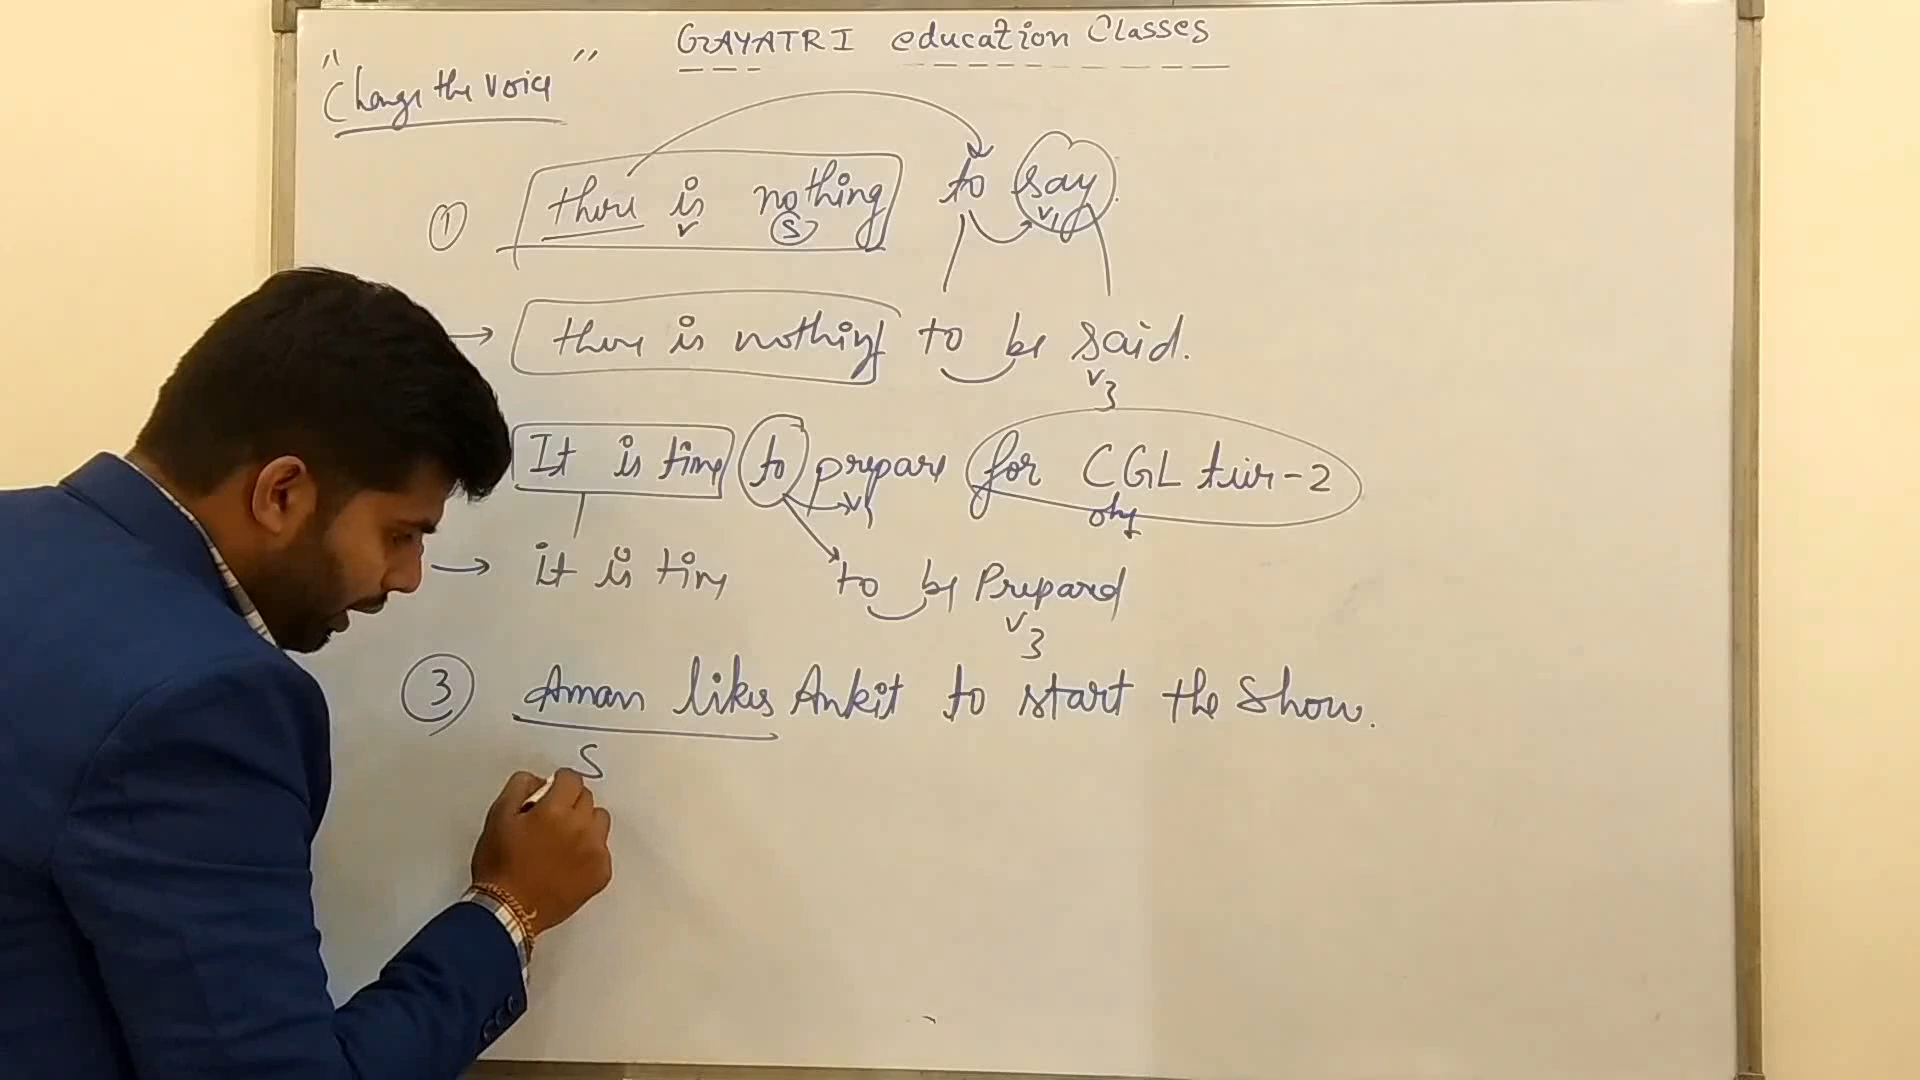 GRAYATRI education Classes
"Change the voice"
① there is nothing to say.
v S v1
→ there is nothing to be said.
v3
It is time to prepare for CGL tier-2
v1 obj
→ it is time to be Prepared
v3
③ Aman likes Ankit to start the Show.
S